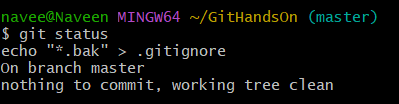 navee@Naveen MINGW64 ~/GitHandsOn (master)
$ git status
echo "*.bak" > .gitignore
On branch master
nothing to commit, working tree clean